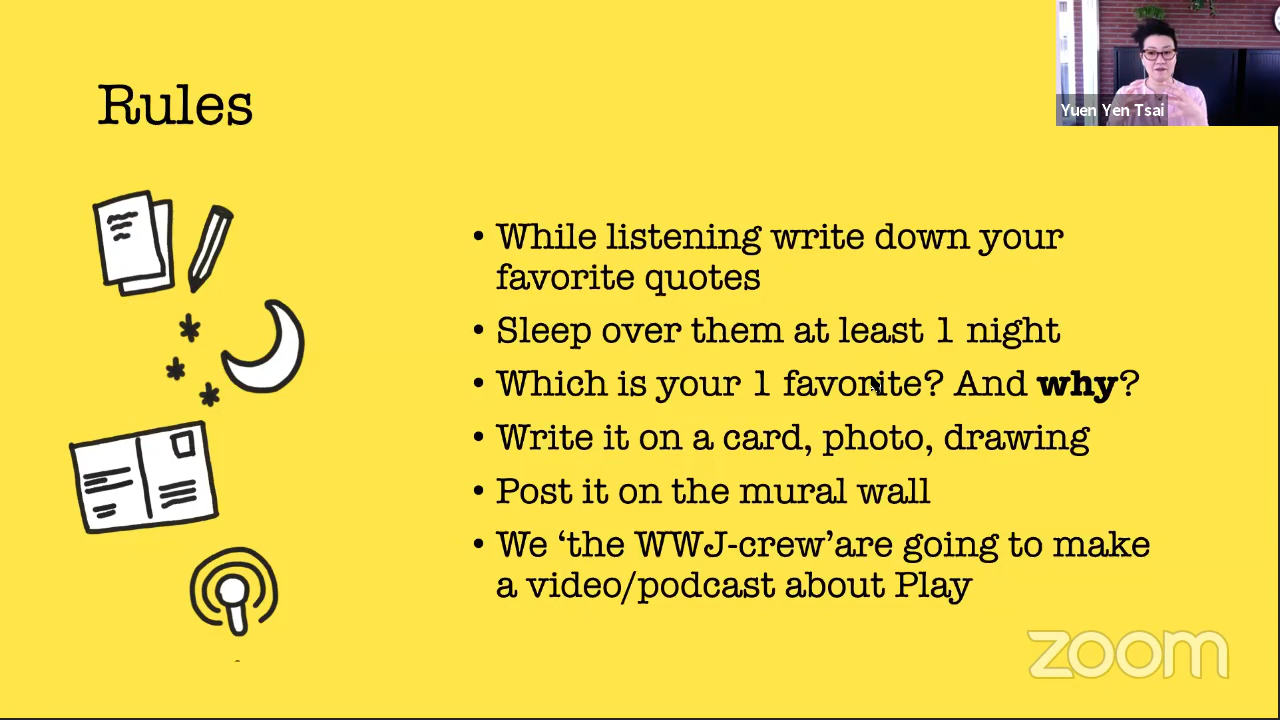 Rules
Yuen Yen Tsai
• While listening write down your
favorite quotes
• Sleep over them at least 1 night
• Which is your 1 favorite? And why?
• Write it on a card, photo, drawing
• Post it on the mural wall
• We ‘the WWJ-crew’are going to make
a video/podcast about Play
zoom